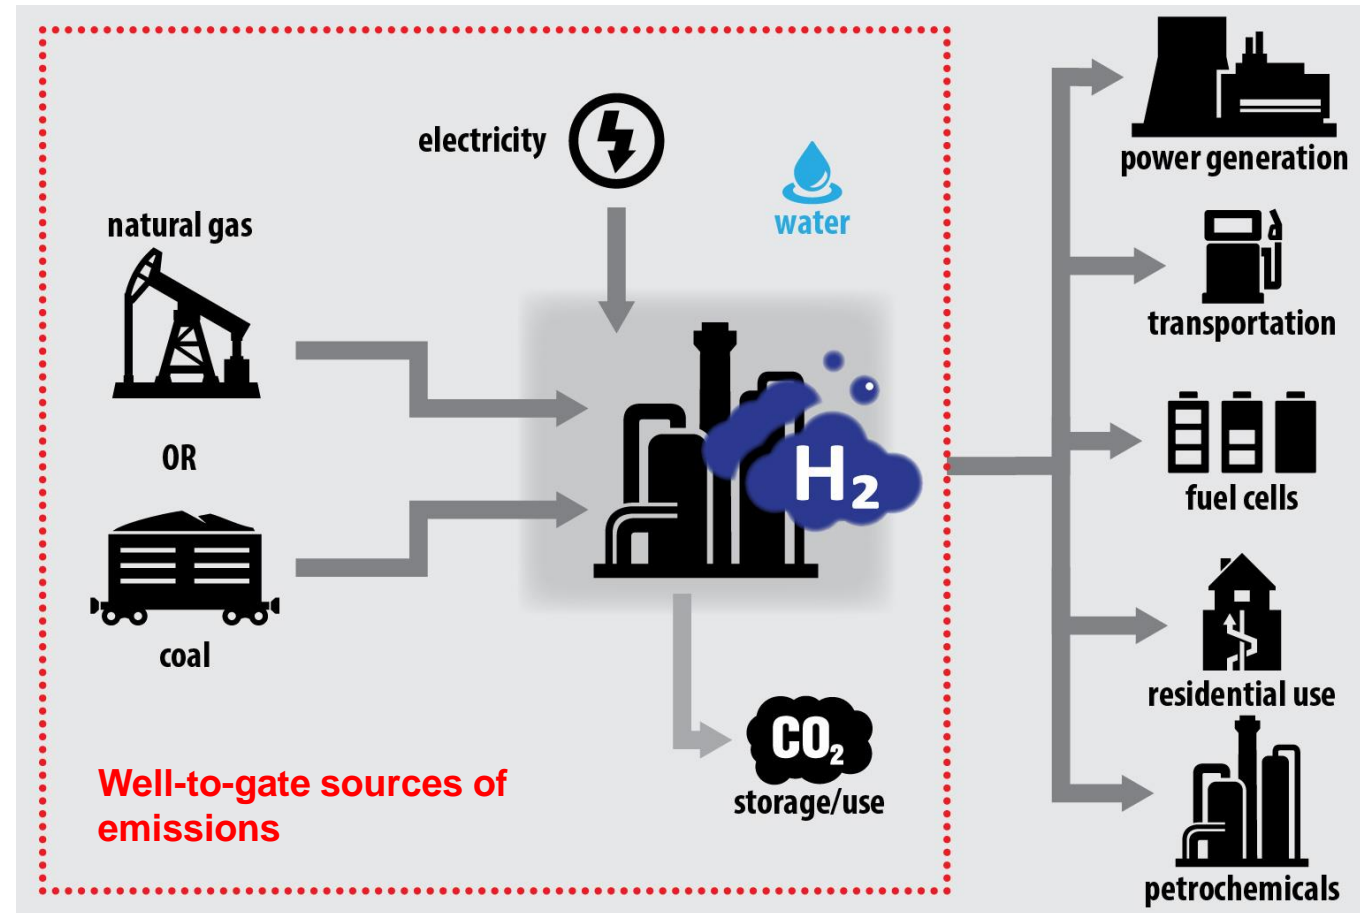 electricity
water
natural gas
OR
coal
H₂
CO₂
storage/use
Well-to-gate sources of
emissions
power generation
transportation
fuel cells
residential use
petrochemicals